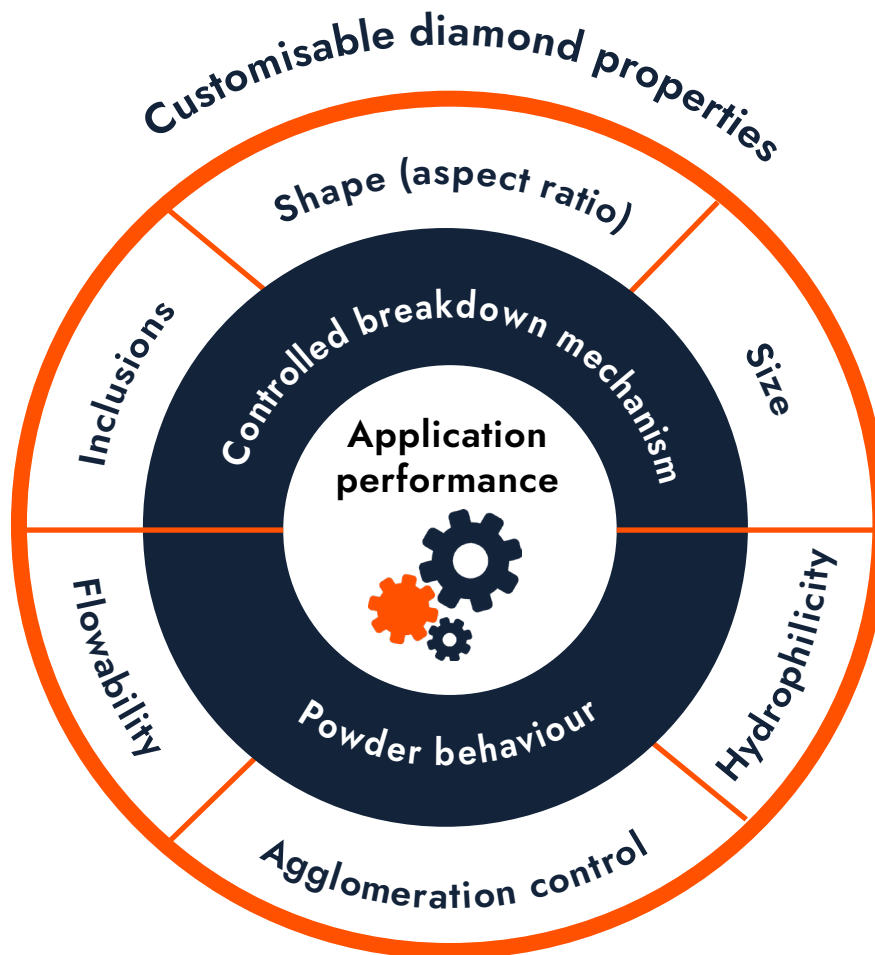 Customisable diamond properties
Shape (aspect ratio)
Inclusions
Size
Controlled breakdown mechanism
Application
performance
Flowability
Hydrophilicity
Powder behaviour
Agglomeration control